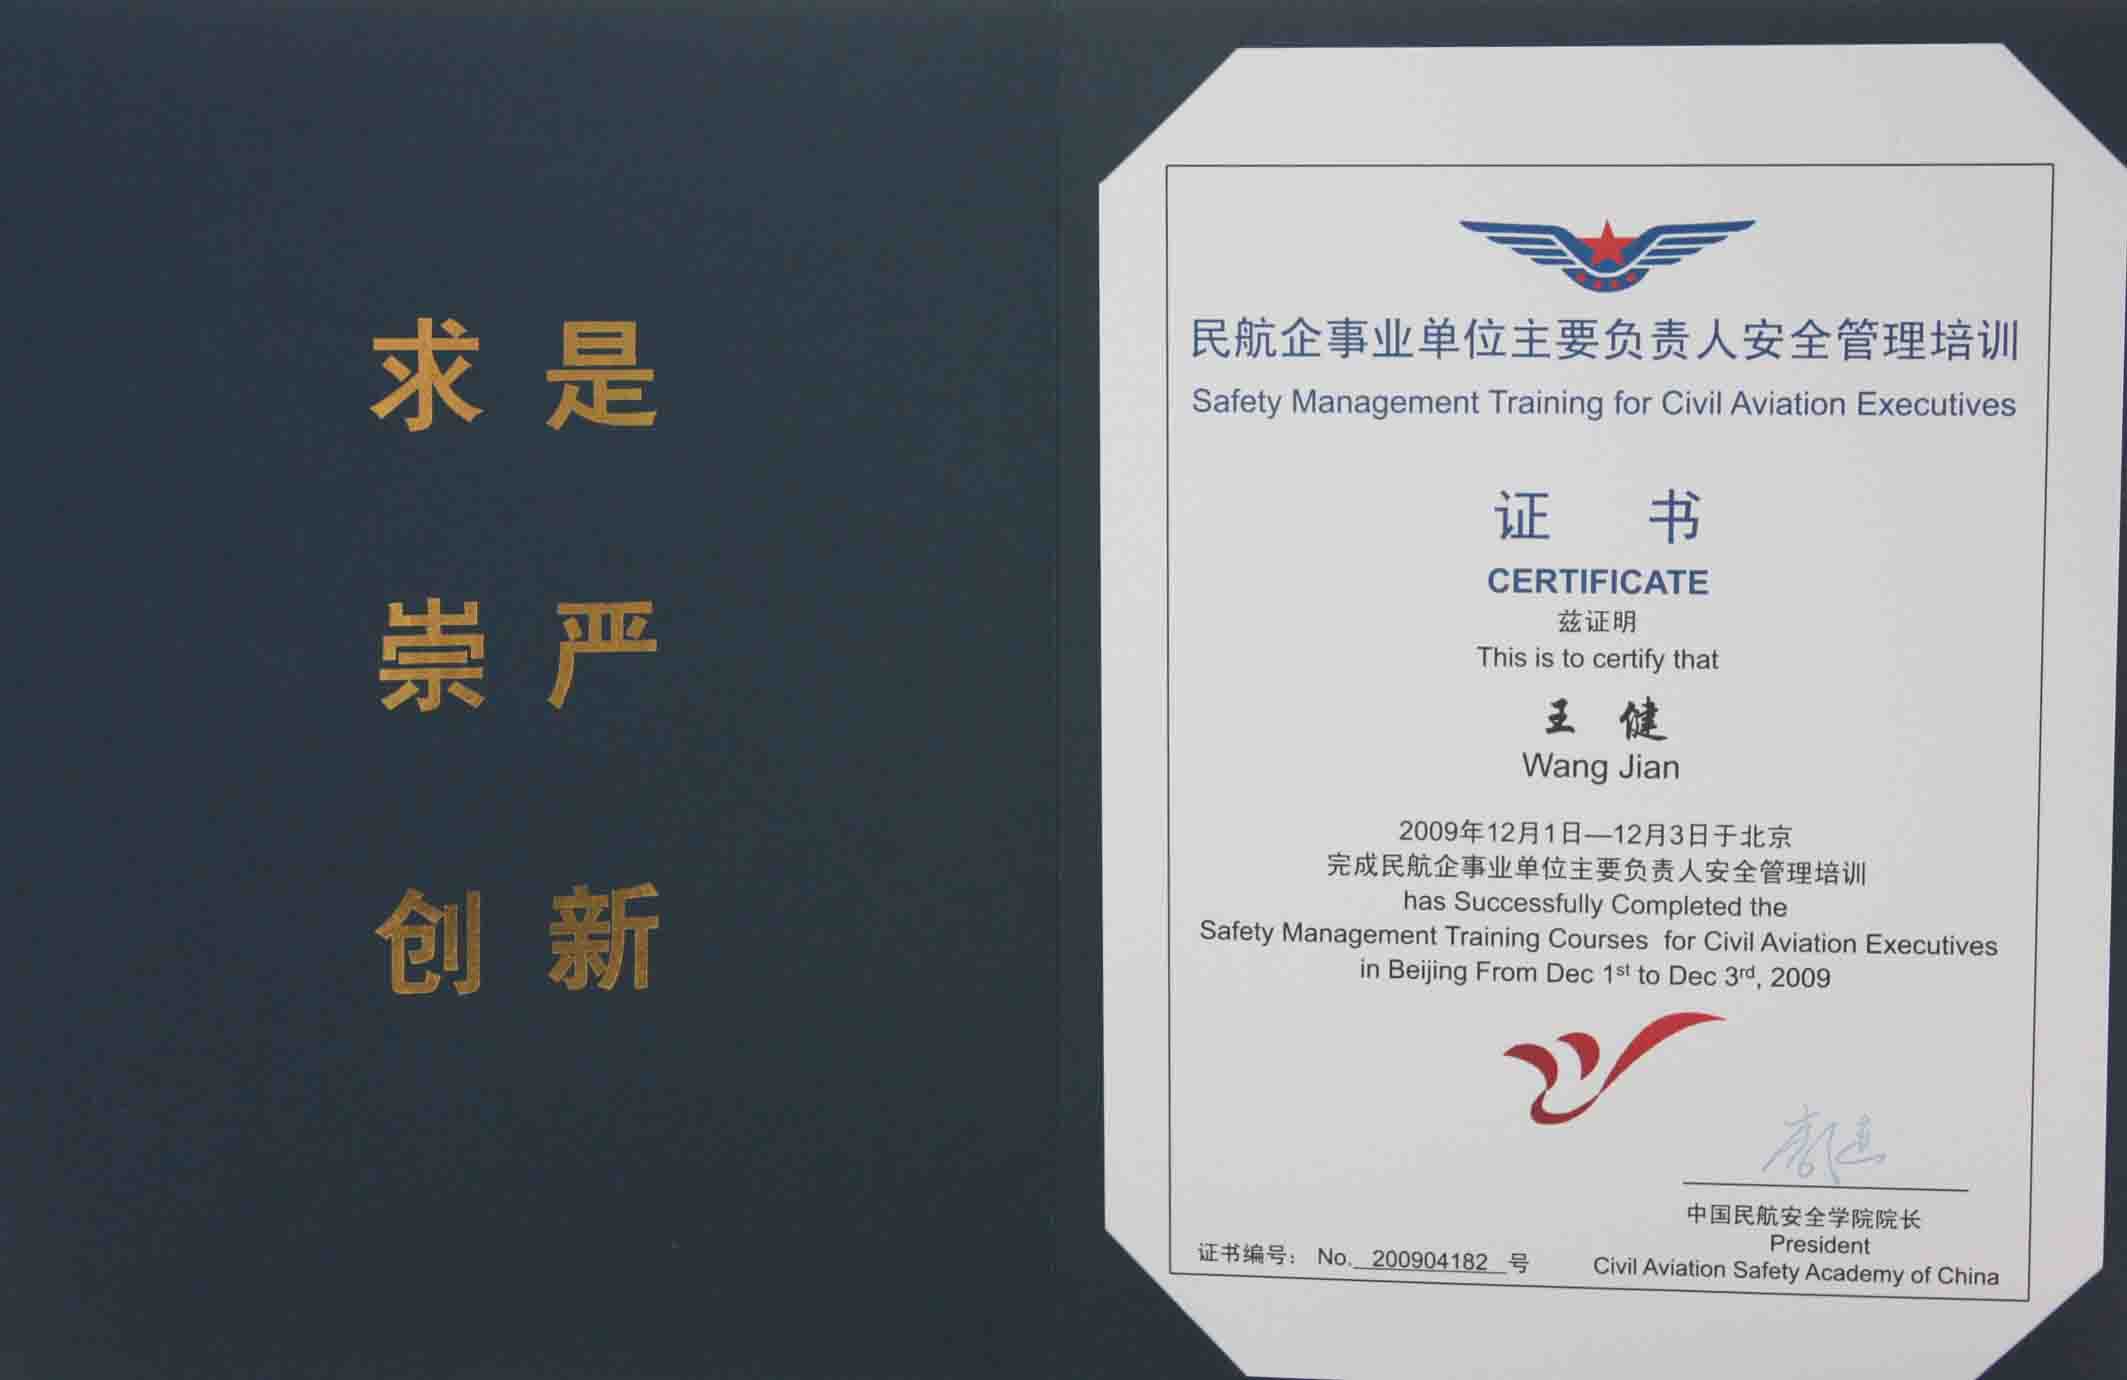 求是
崇严
创新
民航企事业单位主要负责人安全管理培训
Safety Management Training for Civil Aviation Executives
证 书
CERTIFICATE
兹证明
This is to certify that
王 健
Wang Jian
2009年12月1日—12月3日于北京
完成民航企事业单位主要负责人安全管理培训
has Successfully Completed the
Safety Management Training Courses for Civil Aviation Executives
in Beijing From Dec 1st to Dec 3rd, 2009
中国民航安全学院院长
President
Civil Aviation Safety Academy of China
证书编号： No. 200904182 号